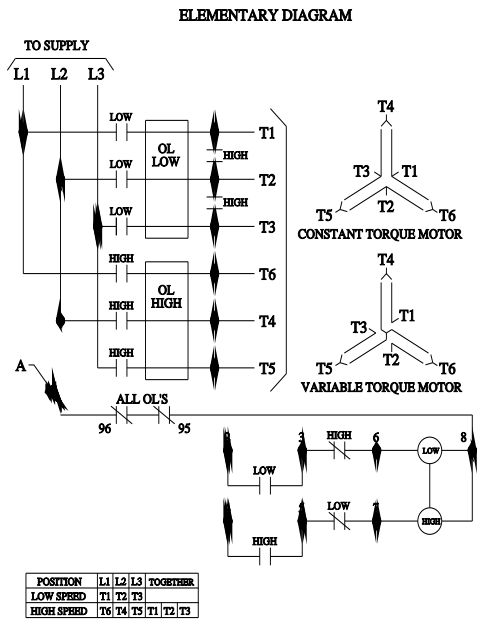 ELEMENTARY DIAGRAM
TO SUPPLY
L1 L2 L3
LOW
OL LOW
T1
HIGH
LOW
T2
HIGH
LOW
T3
HIGH
OL HIGH
T6
HIGH
T4
HIGH
T5
T4
T3 T1
T5 T2 T6
CONSTANT TORQUE MOTOR
T4
T1
T3
T5 T2 T6
VARIABLE TORQUE MOTOR
A
ALL OL'S
96 95
3 HIGH 6 LOW 8
LOW
LOW HIGH
HIGH
POSITION L1 L2 L3 TOGETHER
LOW SPEED T1 T2 T3
HIGH SPEED T6 T4 T5 T1 T2 T3